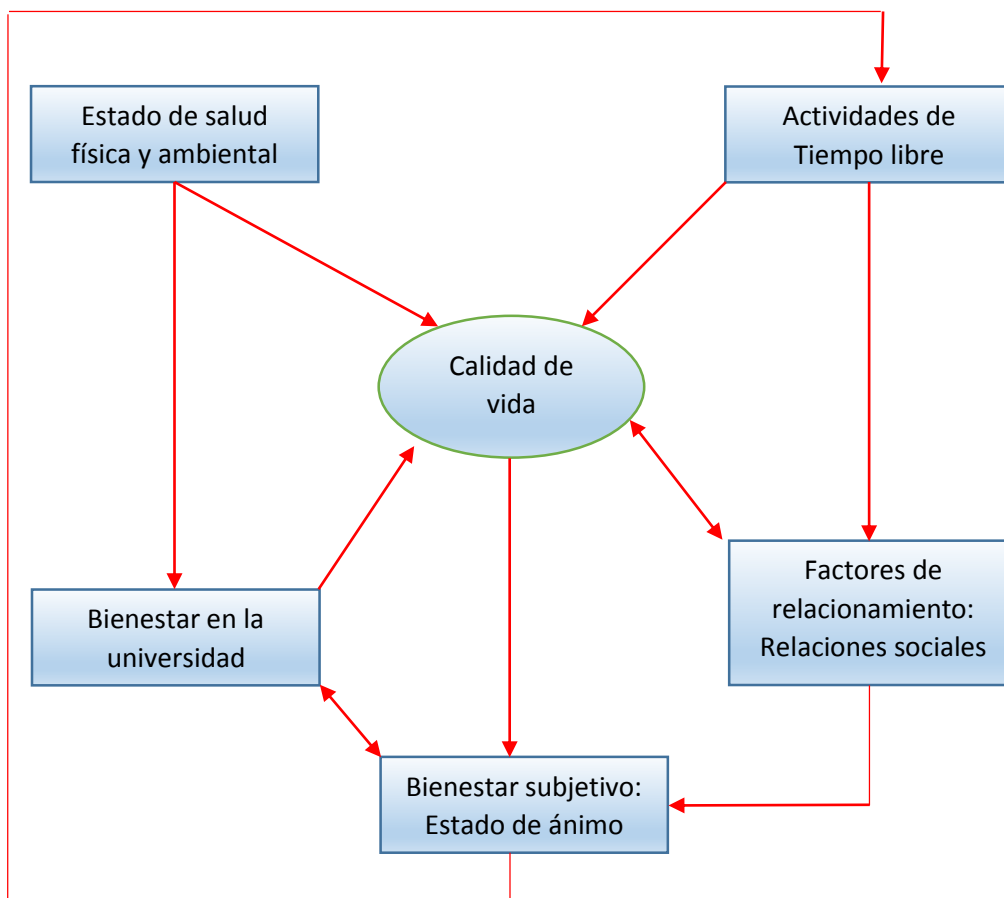 Estado de salud
física y ambiental
Actividades de
Tiempo libre
Calidad de
vida
Factores de
relacionamiento:
Relaciones sociales
Bienestar en la
universidad
Bienestar subjetivo:
Estado de ánimo